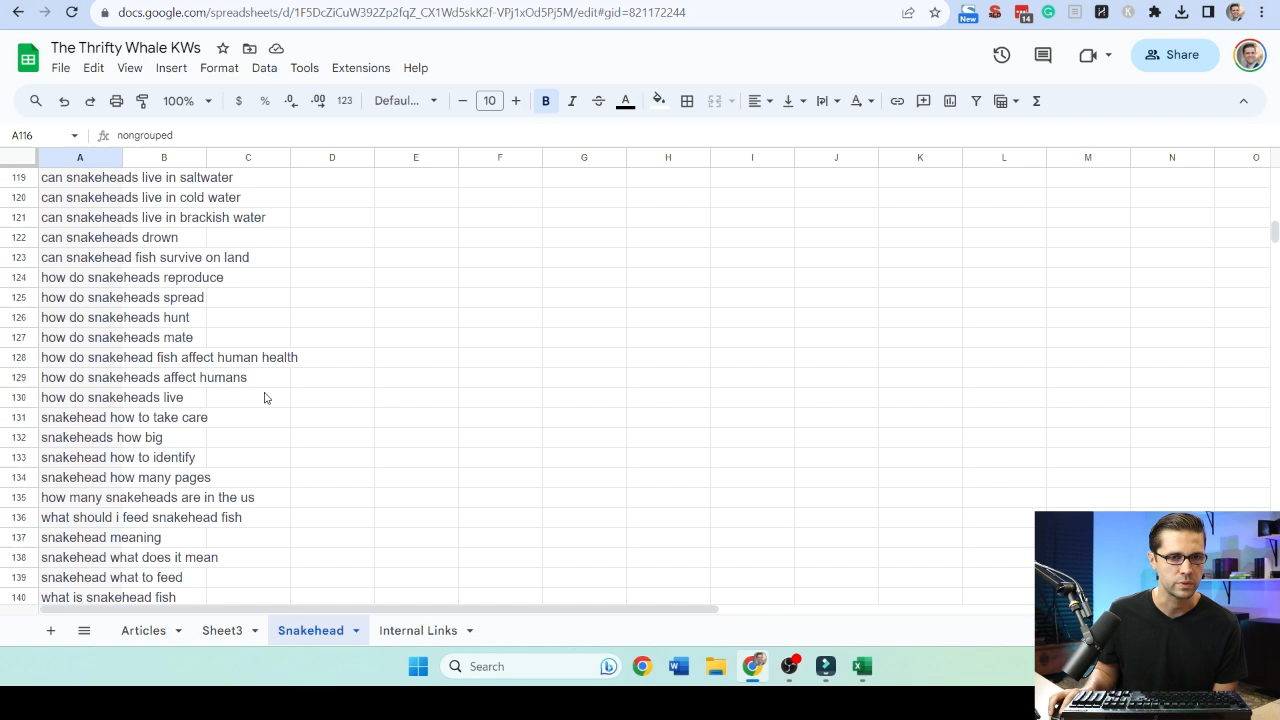 docs.google.com/spreadsheets/d/1F5DcZiCuW392Zp2fqZ_CX1Wd5skK2f-VPj1xOd5Pj5M/edit#gid=821172244
New
14
The Thrifty Whale KWs
File Edit View Insert Format Data Tools Extensions Help
Share
100% $ % .0 .00 123 Defaul... 10 B I S A
A116 fx nongrouped
A B C D E F G H I J K L M N O
119 can snakeheads live in saltwater
120 can snakeheads live in cold water
121 can snakeheads live in brackish water
122 can snakeheads drown
123 can snakehead fish survive on land
124 how do snakeheads reproduce
125 how do snakeheads spread
126 how do snakeheads hunt
127 how do snakeheads mate
128 how do snakehead fish affect human health
129 how do snakeheads affect humans
130 how do snakeheads live
131 snakehead how to take care
132 snakeheads how big
133 snakehead how to identify
134 snakehead how many pages
135 how many snakeheads are in the us
136 what should i feed snakehead fish
137 snakehead meaning
138 snakehead what does it mean
139 snakehead what to feed
140 what is snakehead fish
Articles Sheet3 Snakehead Internal Links
Search